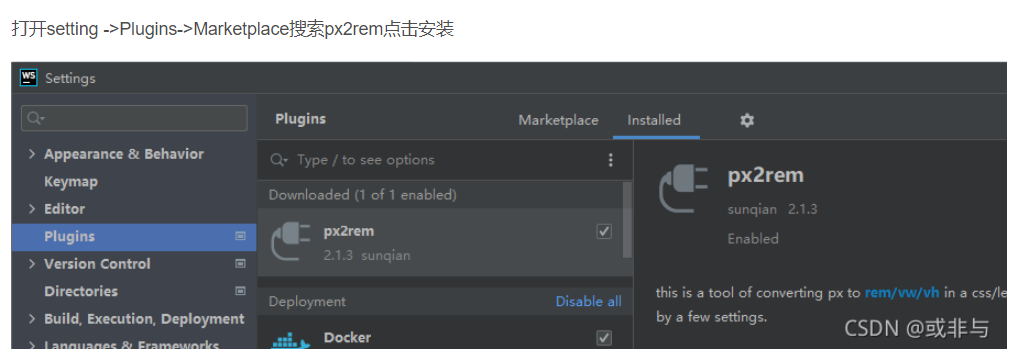 打开setting ->Plugins->Marketplace搜索px2rem点击安装
WS Settings
Plugins Marketplace Installed
Type / to see options
Appearance & Behavior
Keymap
Editor
Plugins
Version Control
Directories
Build, Execution, Deployment
Languages & Frameworks
Downloaded (1 of 1 enabled)
px2rem
2.1.3 sunqian
Deployment Disable all
Docker
px2rem
sunqian 2.1.3
Enabled
this is a tool of converting px to rem/vw/vh in a css/le
by a few settings.
CSDN @或非与